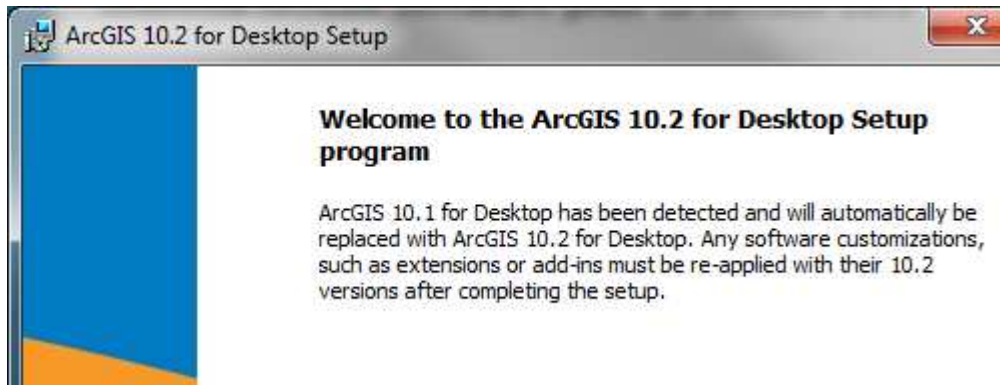 ArcGIS 10.2 for Desktop Setup
Welcome to the ArcGIS 10.2 for Desktop Setup
program
ArcGIS 10.1 for Desktop has been detected and will automatically be
replaced with ArcGIS 10.2 for Desktop. Any software customizations,
such as extensions or add-ins must be re-applied with their 10.2
versions after completing the setup.